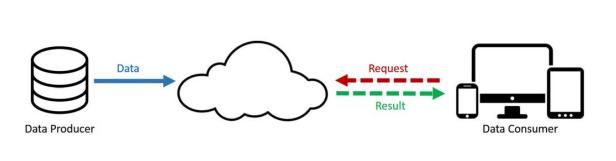 Data
Request
Result
Data Producer
Data Consumer